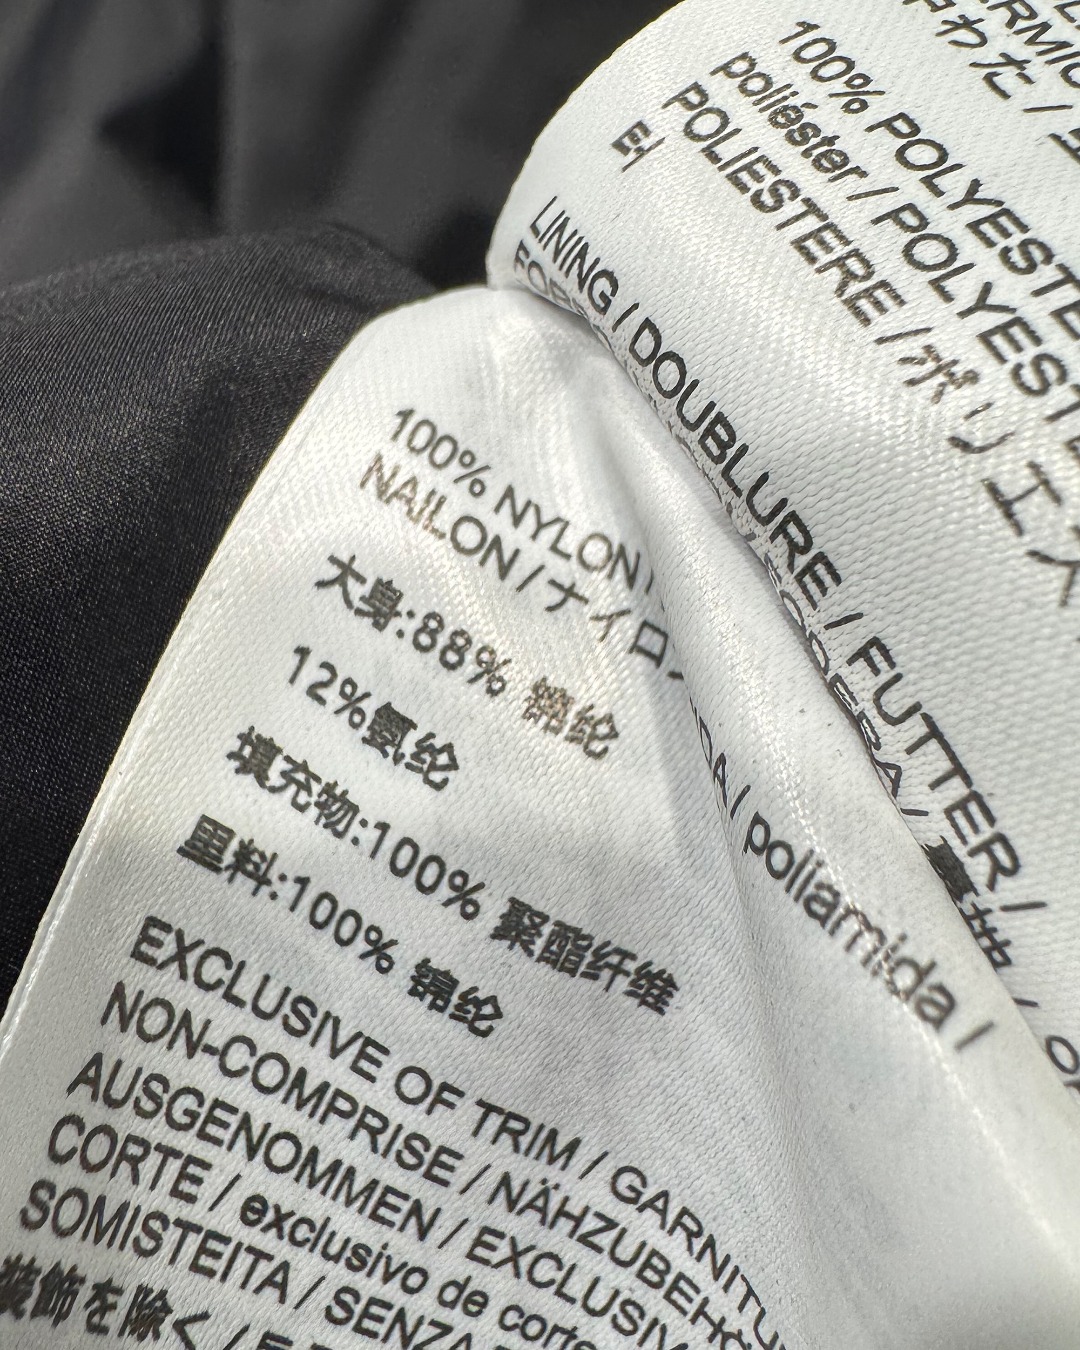 100% POLYESTE
poliéster / POLYEST
POLIESTERE / ポリエス
터
LINING / DOUBLURE / FUTTER /
100% NYLON
NAILON / ナイロ
poliamida /
大身:88% 锦纶
12%氨纶
填充物:100% 聚酯纤维
里料:100% 锦纶
EXCLUSIVE OF TRIM / GARNITU
NON-COMPRISE / NÄHZUBEHÖ
AUSGENOMMEN / EXCLUSIV
CORTE / exclusivo de corte
SOMISTEITA / SENZA
装飾を除く /